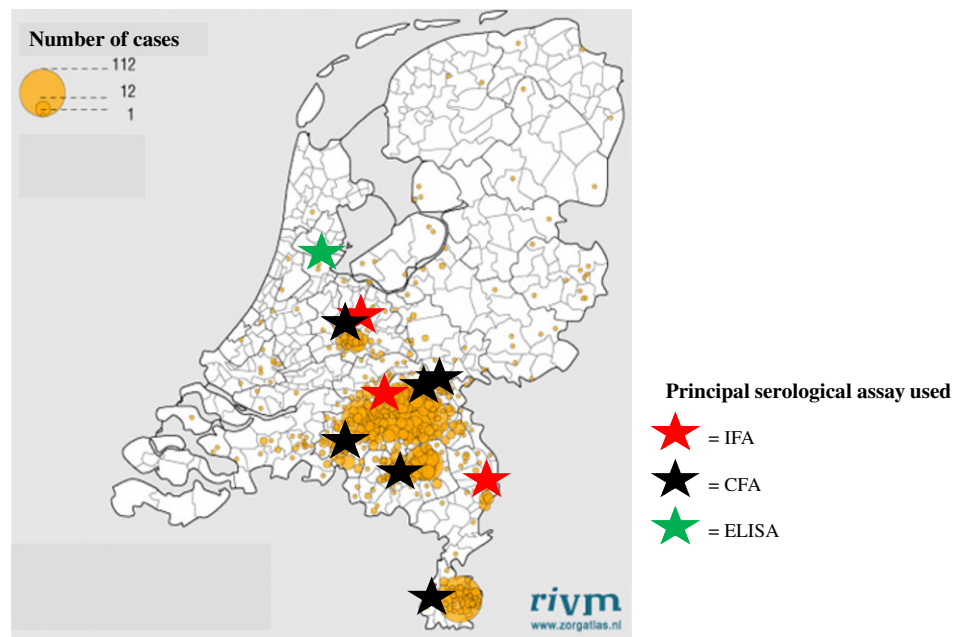 Number of cases
112
12
1
Principal serological assay used
= IFA
= CFA
= ELISA
rivm
www.zorgatlas.nl